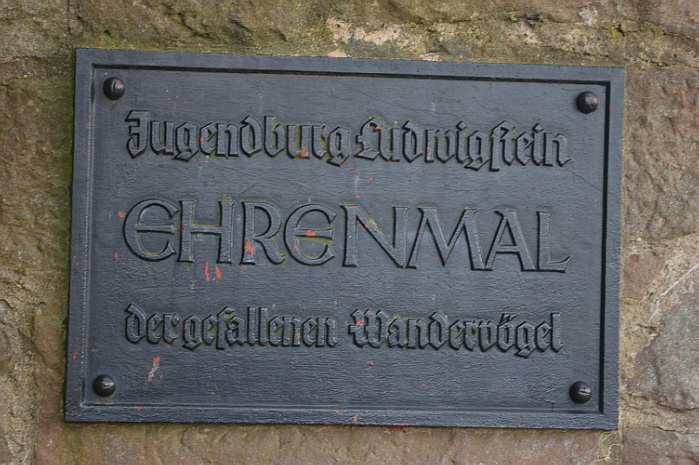 Jugendburg Ludwigstein
EHRENMAL
der gefallenen Wandervögel